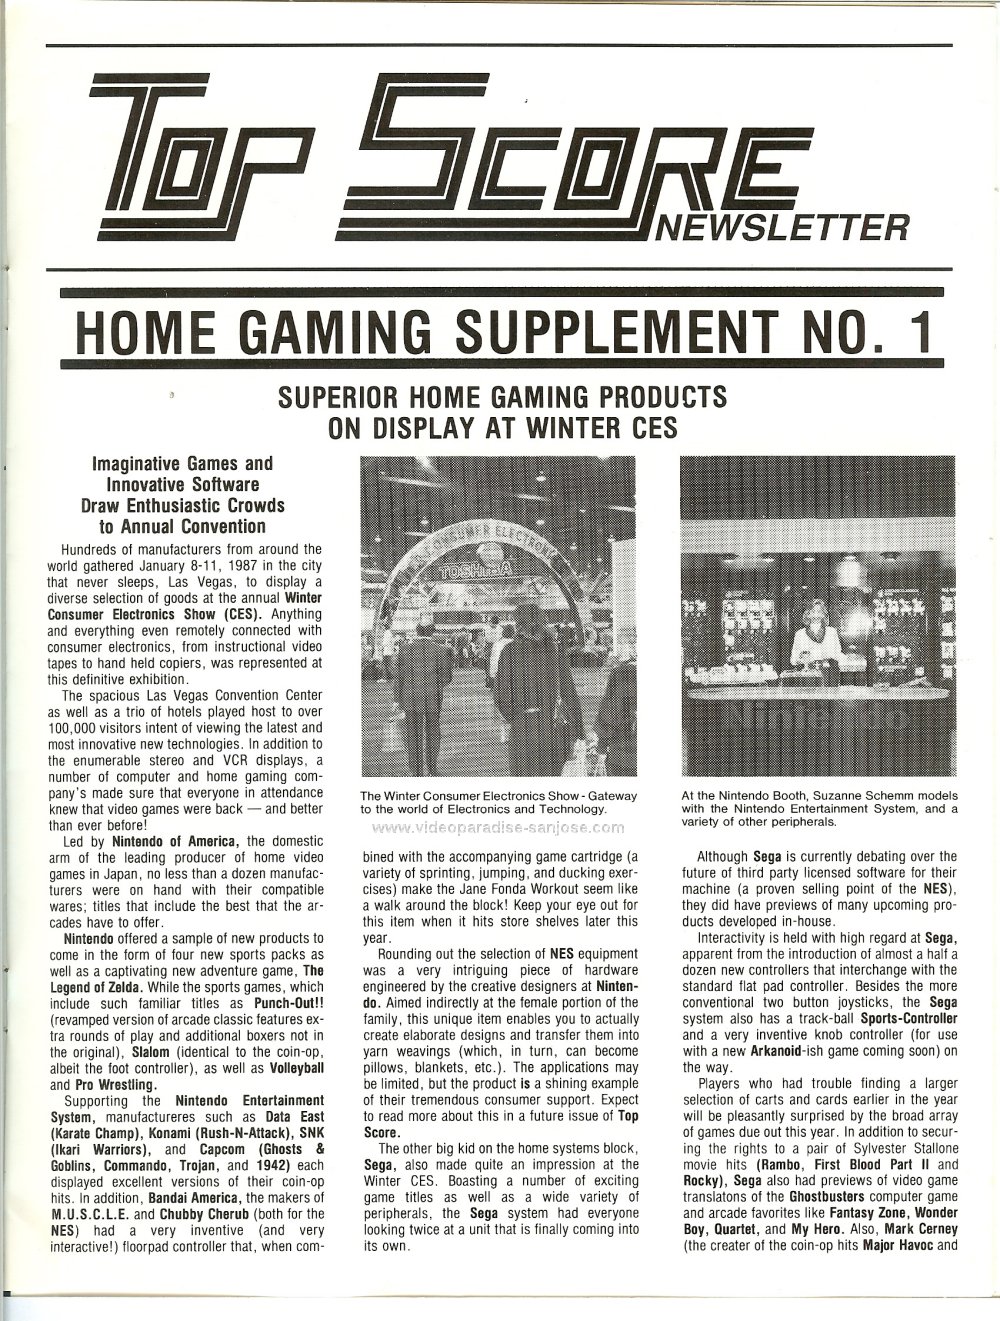 TOP SCORE
NEWSLETTER
HOME GAMING SUPPLEMENT NO. 1
SUPERIOR HOME GAMING PRODUCTS
ON DISPLAY AT WINTER CES
Imaginative Games and
Innovative Software
Draw Enthusiastic Crowds
to Annual Convention
Hundreds of manufacturers from around the
world gathered January 8-11, 1987 in the city
that never sleeps, Las Vegas, to display a
diverse selection of goods at the annual Winter
Consumer Electronics Show (CES). Anything
and everything even remotely connected with
consumer electronics, from instructional video
tapes to hand held copiers, was represented at
this definitive exhibition.
The spacious Las Vegas Convention Center
as well as a trio of hotels played host to over
100,000 visitors intent of viewing the latest and
most innovative new technologies. In addition to
the enumerable stereo and VCR displays, a
number of computer and home gaming com-
pany's made sure that everyone in attendance
knew that video games were back — and better
than ever before!
Led by Nintendo of America, the domestic
arm of the leading producer of home video
games in Japan, no less than a dozen manufac-
turers were on hand with their compatible
wares; titles that include the best that the ar-
cades have to offer.
Nintendo offered a sample of new products to
come in the form of four new sports packs as
well as a captivating new adventure game, The
Legend of Zelda. While the sports games, which
include such familiar titles as Punch-Out!!
(revamped version of arcade classic features ex-
tra rounds of play and additional boxers not in
the original), Slalom (identical to the coin-op,
albeit the foot controller), as well as Volleyball
and Pro Wrestling.
Supporting the Nintendo Entertainment
System, manufactureres such as Data East
(Karate Champ), Konami (Rush-N-Attack), SNK
(Ikari Warriors), and Capcom (Ghosts &
Goblins, Commando, Trojan, and 1942) each
displayed excellent versions of their coin-op
hits. In addition, Bandai America, the makers of
M.U.S.C.L.E. and Chubby Cherub (both for the
NES) had a very inventive (and very
interactive!) floorpad controller that, when com-
CONSUMER ELECTRONI
TOSHIBA
The Winter Consumer Electronics Show - Gateway
to the world of Electronics and Technology.
www.videoparadise-sanjose.com
bined with the accompanying game cartridge (a
variety of sprinting, jumping, and ducking exer-
cises) make the Jane Fonda Workout seem like
a walk around the block! Keep your eye out for
this item when it hits store shelves later this
year.
Rounding out the selection of NES equipment
was a very intriguing piece of hardware
engineered by the creative designers at Ninten-
do. Aimed indirectly at the female portion of the
family, this unique item enables you to actually
create elaborate designs and transfer them into
yarn weavings (which, in turn, can become
pillows, blankets, etc.). The applications may
be limited, but the product is a shining example
of their tremendous consumer support. Expect
to read more about this in a future issue of Top
Score.
The other big kid on the home systems block,
Sega, also made quite an impression at the
Winter CES. Boasting a number of exciting
game titles as well as a wide variety of
peripherals, the Sega system had everyone
looking twice at a unit that is finally coming into
its own.
At the Nintendo Booth, Suzanne Schemm models
with the Nintendo Entertainment System, and a
variety of other peripherals.
Although Sega is currently debating over the
future of third party licensed software for their
machine (a proven selling point of the NES),
they did have previews of many upcoming pro-
ducts developed in-house.
Interactivity is held with high regard at Sega,
apparent from the introduction of almost a half a
dozen new controllers that interchange with the
standard flat pad controller. Besides the more
conventional two button joysticks, the Sega
system also has a track-ball Sports-Controller
and a very inventive knob controller (for use
with a new Arkanoid-ish game coming soon) on
the way.
Players who had trouble finding a larger
selection of carts and cards earlier in the year
will be pleasantly surprised by the broad array
of games due out this year. In addition to secur-
ing the rights to a pair of Sylvester Stallone
movie hits (Rambo, First Blood Part II and
Rocky), Sega also had previews of video game
translatons of the Ghostbusters computer game
and arcade favorites like Fantasy Zone, Wonder
Boy, Quartet, and My Hero. Also, Mark Cerney
(the creater of the coin-op hits Major Havoc and